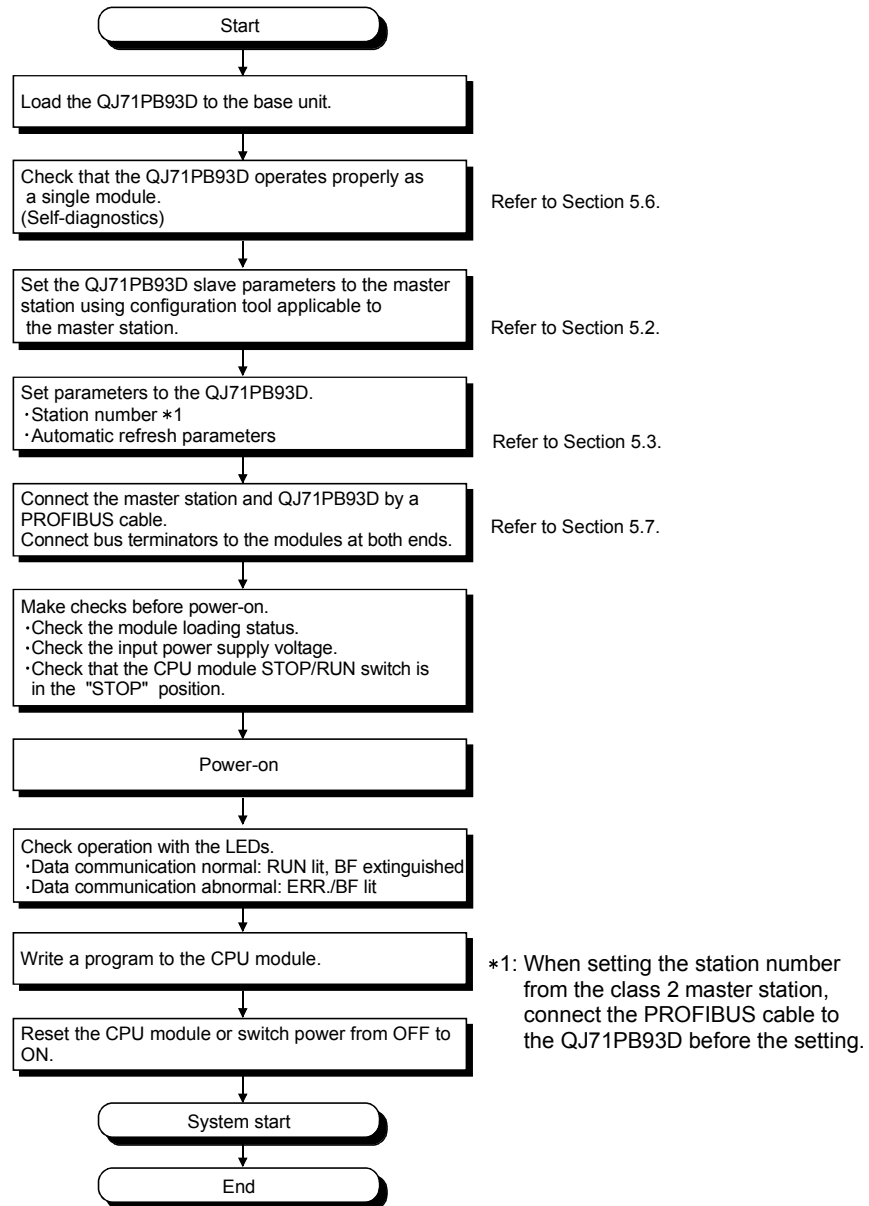 Start
Load the QJ71PB93D to the base unit.
Check that the QJ71PB93D operates properly as
a single module.
(Self-diagnostics)
Refer to Section 5.6.
Set the QJ71PB93D slave parameters to the master
station using configuration tool applicable to
the master station.
Refer to Section 5.2.
Set parameters to the QJ71PB93D.
·Station number *1
·Automatic refresh parameters
Refer to Section 5.3.
Connect the master station and QJ71PB93D by a
PROFIBUS cable.
Connect bus terminators to the modules at both ends.
Refer to Section 5.7.
Make checks before power-on.
·Check the module loading status.
·Check the input power supply voltage.
·Check that the CPU module STOP/RUN switch is
in the "STOP" position.
Power-on
Check operation with the LEDs.
·Data communication normal: RUN lit, BF extinguished
·Data communication abnormal: ERR./BF lit
Write a program to the CPU module.
*1: When setting the station number
from the class 2 master station,
connect the PROFIBUS cable to
the QJ71PB93D before the setting.
Reset the CPU module or switch power from OFF to
ON.
System start
End